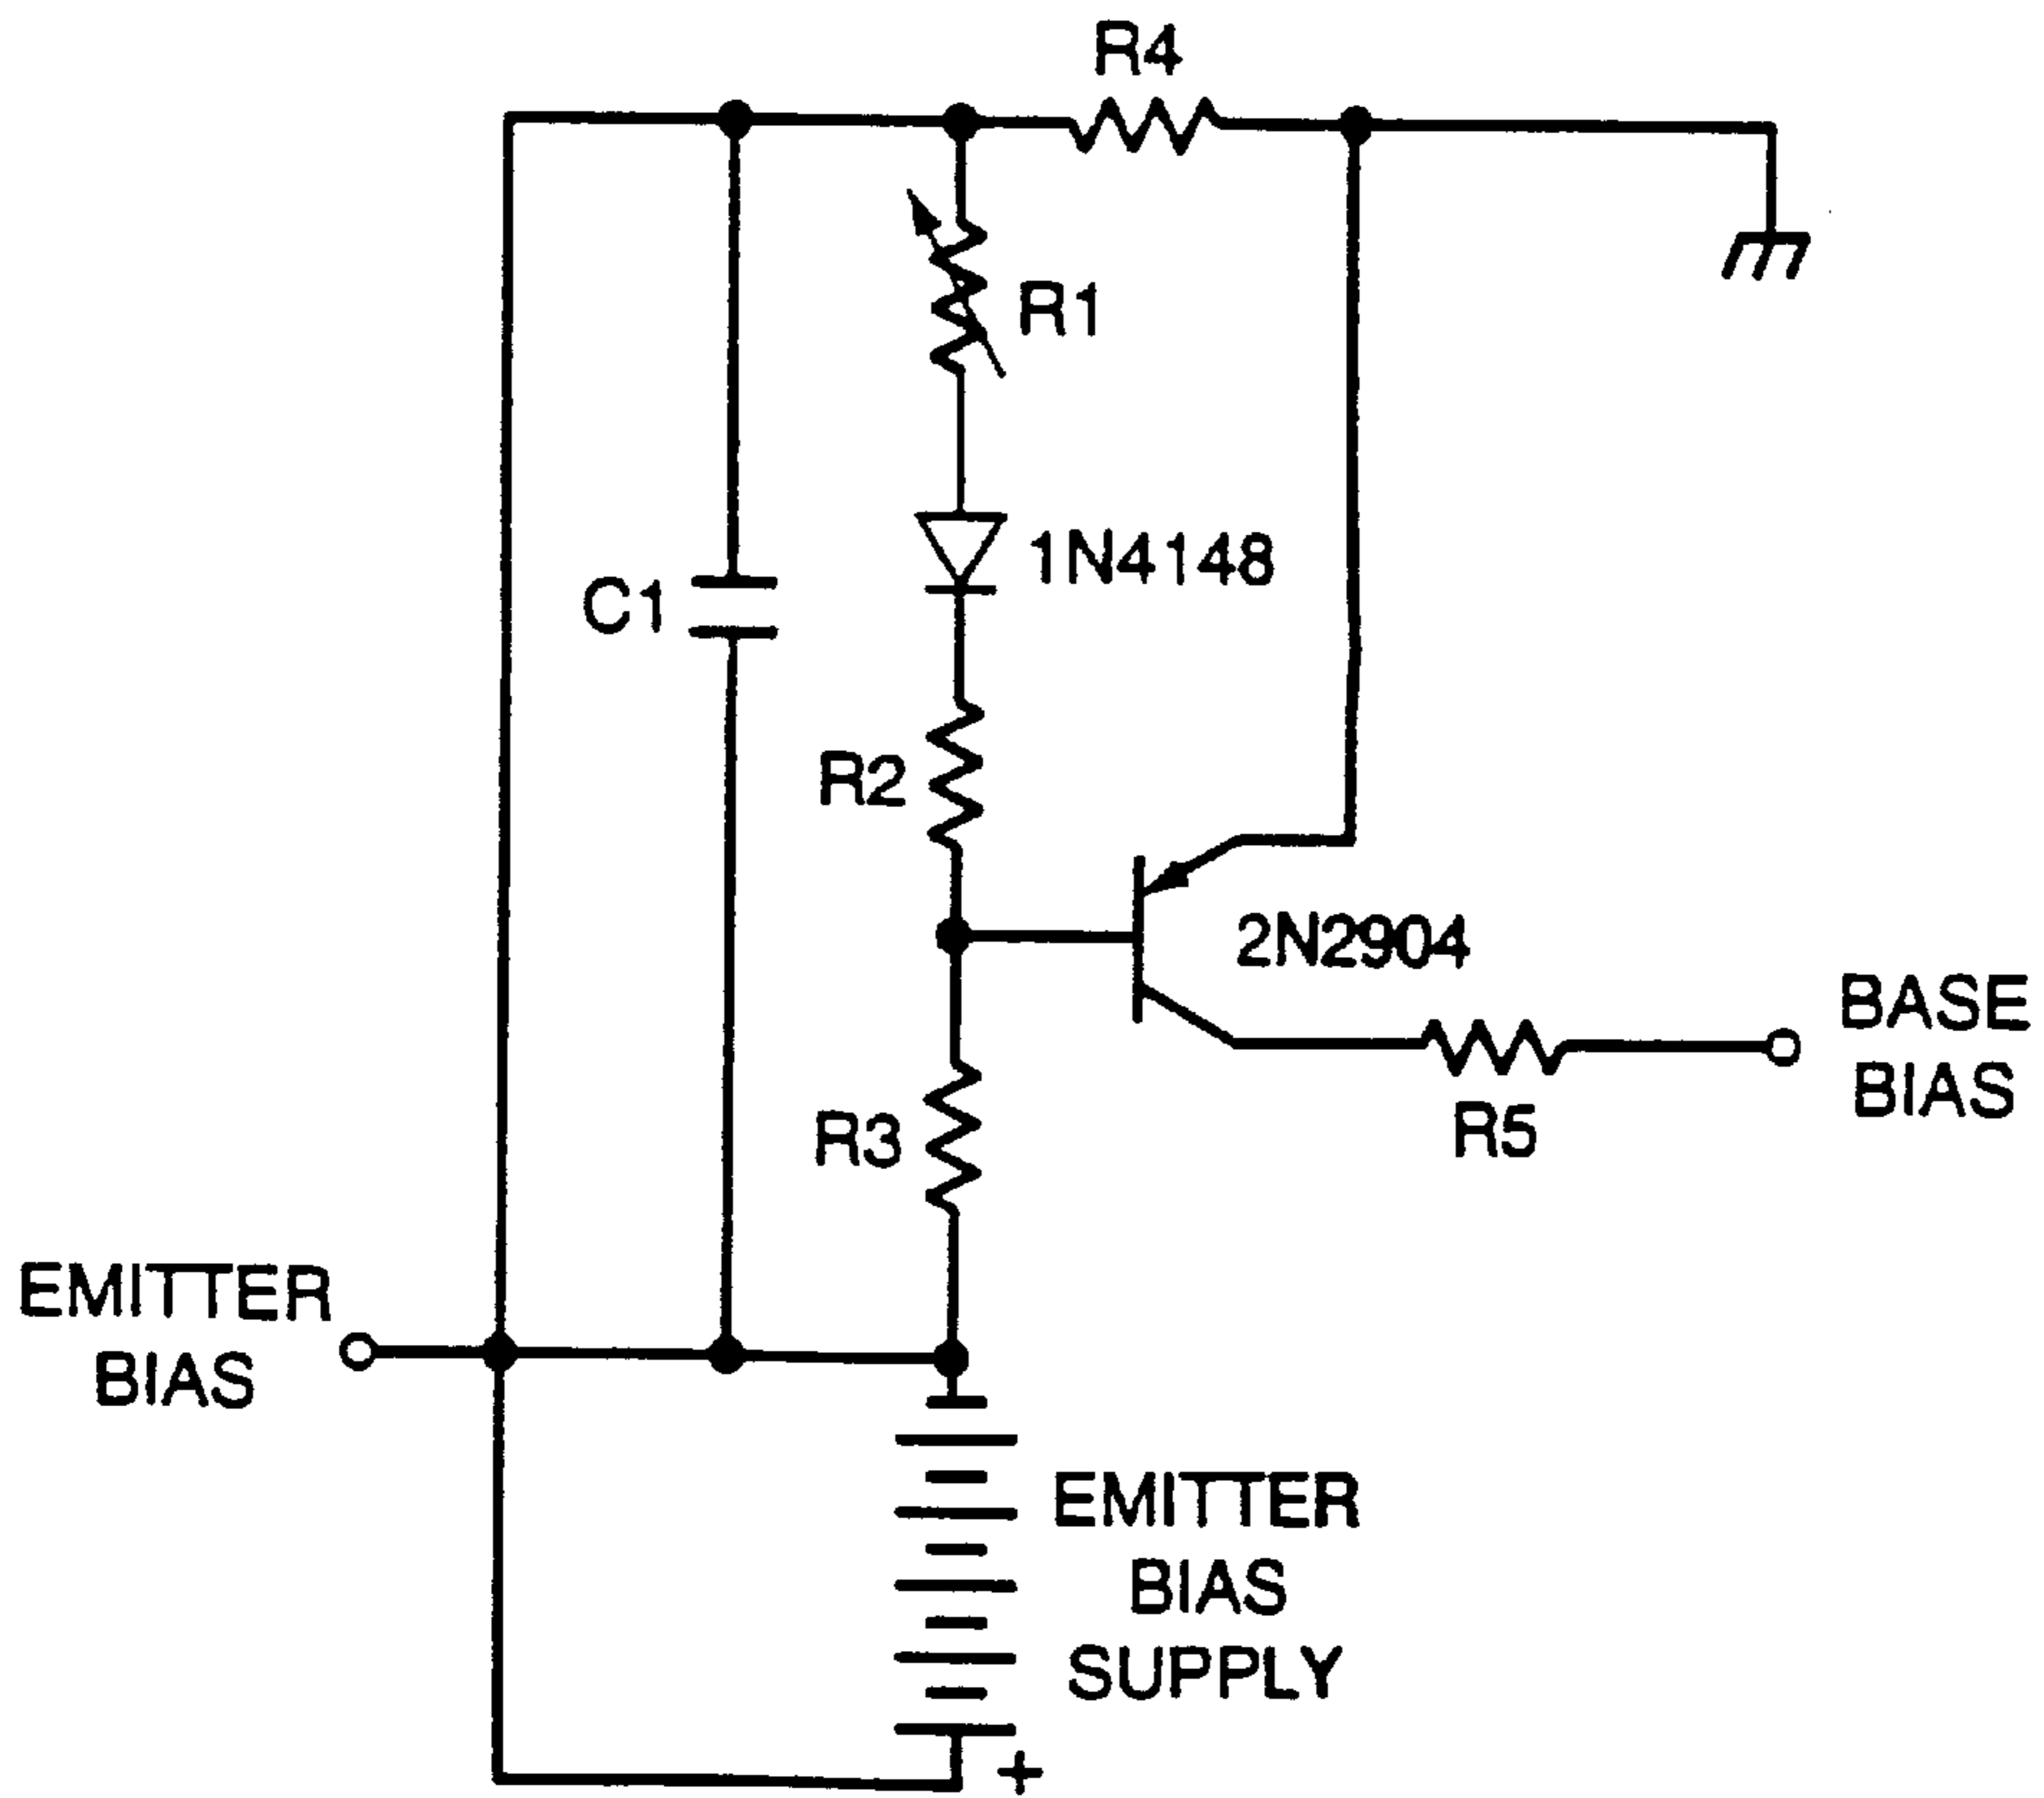 R4
R1
1N4148
C1
R2
2N2904
BASE
BIAS
R3
R5
EMITTER
BIAS
EMITTER
BIAS
SUPPLY
+